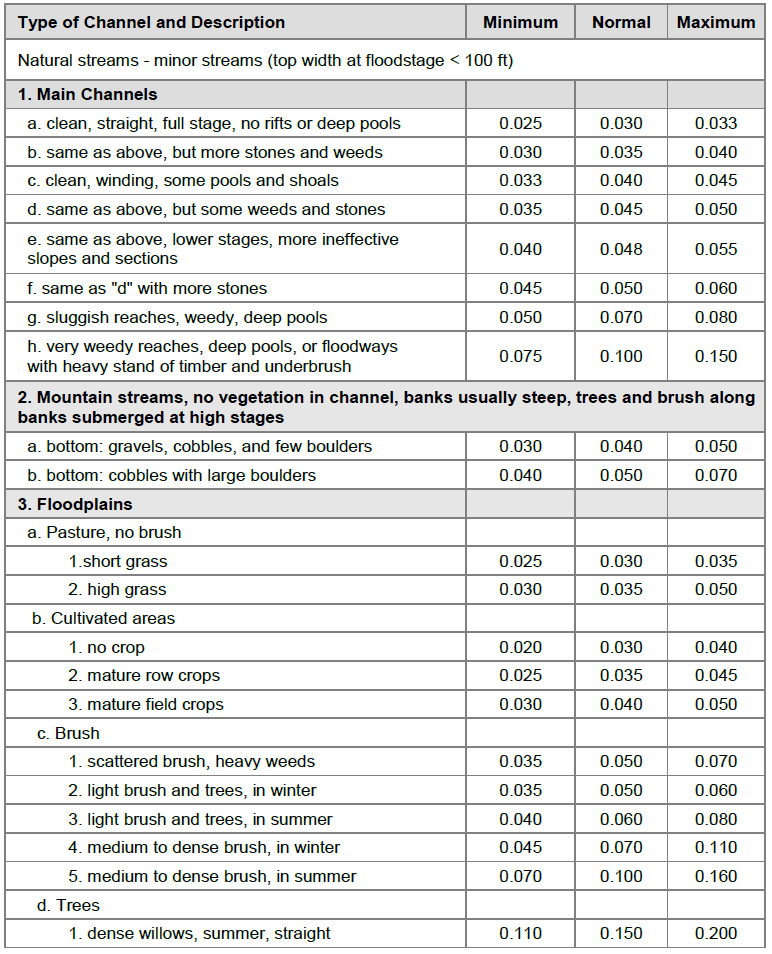 Type of Channel and Description Minimum Normal Maximum
Natural streams - minor streams (top width at floodstage < 100 ft)
1. Main Channels
a. clean, straight, full stage, no rifts or deep pools 0.025 0.030 0.033
b. same as above, but more stones and weeds 0.030 0.035 0.040
c. clean, winding, some pools and shoals 0.033 0.040 0.045
d. same as above, but some weeds and stones 0.035 0.045 0.050
e. same as above, lower stages, more ineffective
slopes and sections 0.040 0.048 0.055
f. same as "d" with more stones 0.045 0.050 0.060
g. sluggish reaches, weedy, deep pools 0.050 0.070 0.080
h. very weedy reaches, deep pools, or floodways
with heavy stand of timber and underbrush 0.075 0.100 0.150
2. Mountain streams, no vegetation in channel, banks usually steep, trees and brush along
banks submerged at high stages
a. bottom: gravels, cobbles, and few boulders 0.030 0.040 0.050
b. bottom: cobbles with large boulders 0.040 0.050 0.070
3. Floodplains
a. Pasture, no brush
1.short grass 0.025 0.030 0.035
2. high grass 0.030 0.035 0.050
b. Cultivated areas
1. no crop 0.020 0.030 0.040
2. mature row crops 0.025 0.035 0.045
3. mature field crops 0.030 0.040 0.050
c. Brush
1. scattered brush, heavy weeds 0.035 0.050 0.070
2. light brush and trees, in winter 0.035 0.050 0.060
3. light brush and trees, in summer 0.040 0.060 0.080
4. medium to dense brush, in winter 0.045 0.070 0.110
5. medium to dense brush, in summer 0.070 0.100 0.160
d. Trees
1. dense willows, summer, straight 0.110 0.150 0.200